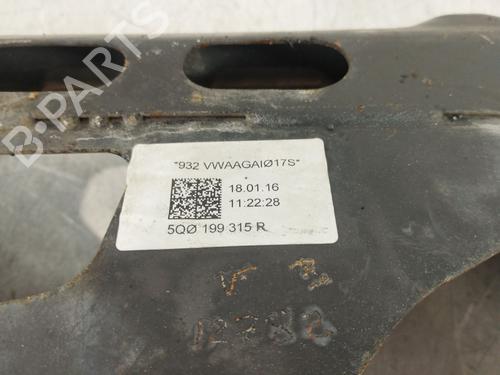 B-PARTS
"932 VWAAGAIØ17S"
18.01.16
11:22:28
5QØ 199 315 R